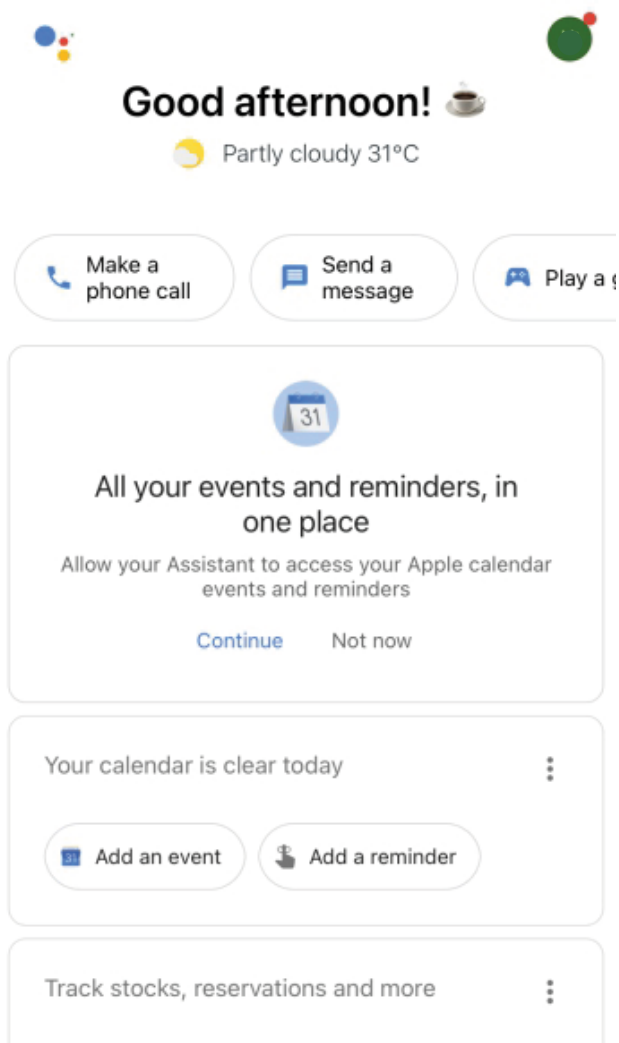 Good afternoon!
Partly cloudy 31°C
Make a
phone call
Send a
message
Play a
31
All your events and reminders, in
one place
Allow your Assistant to access your Apple calendar
events and reminders
Continue Not now
Your calendar is clear today
31 Add an event Add a reminder
Track stocks, reservations and more